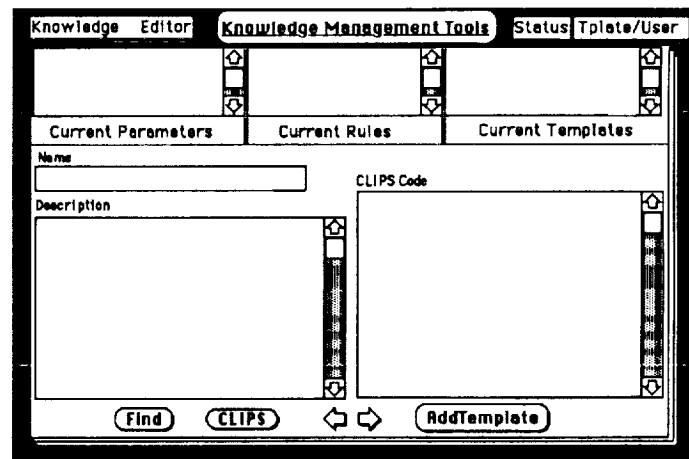 Knowledge Editor Knowledge Management Tools Status Tplate/User
Current Parameters Current Rules Current Templates
Name
CLIPS Code
Description
Find CLIPS AddTemplate